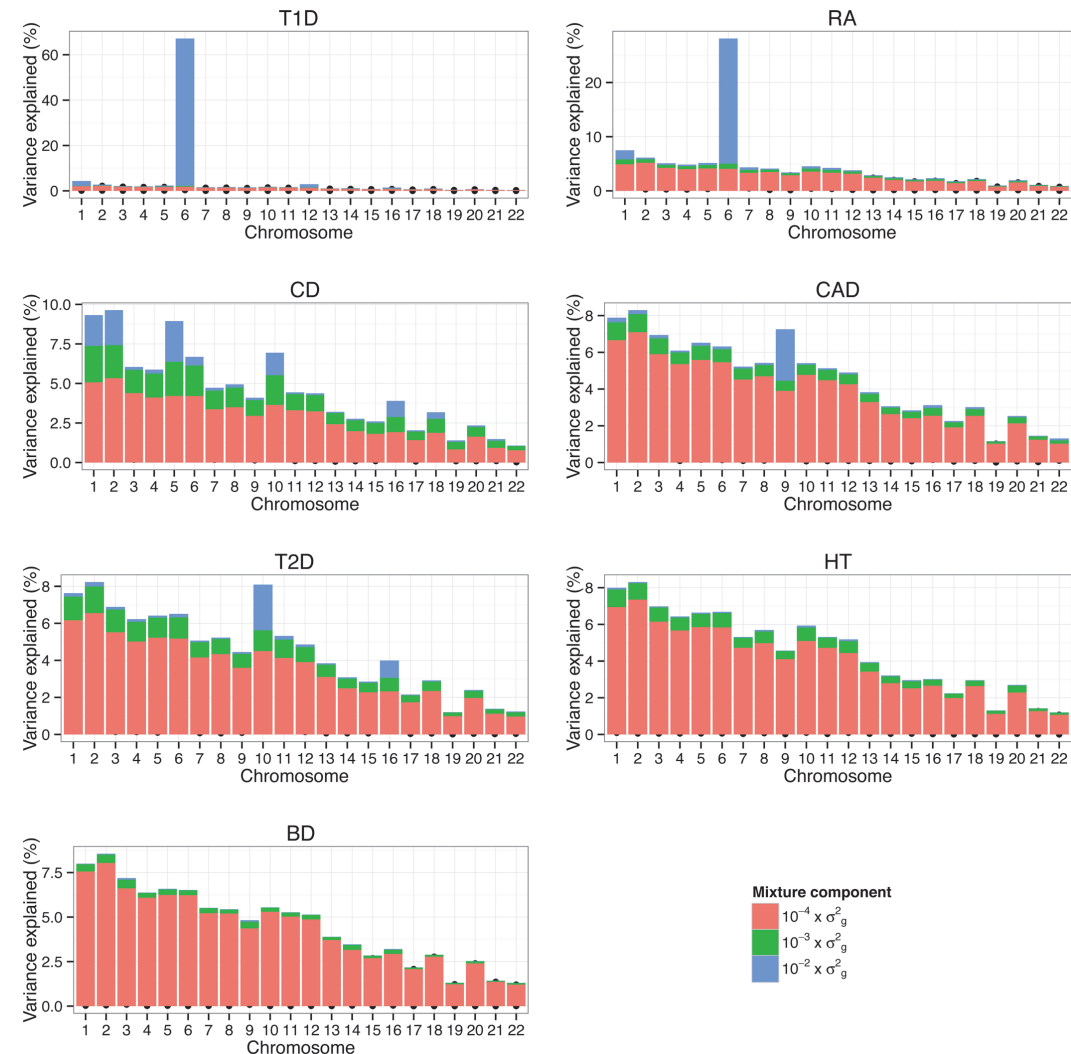 T1D
Variance explained (%)
60
40
20
0
1 2 3 4 5 6 7 8 9 10 11 12 13 14 15 16 17 18 19 20 21 22
Chromosome
RA
Variance explained (%)
20
10
0
1 2 3 4 5 6 7 8 9 10 11 12 13 14 15 16 17 18 19 20 21 22
Chromosome
CD
Variance explained (%)
10.0
7.5
5.0
2.5
0.0
1 2 3 4 5 6 7 8 9 10 11 12 13 14 15 16 17 18 19 20 21 22
Chromosome
CAD
Variance explained (%)
8
6
4
2
0
1 2 3 4 5 6 7 8 9 10 11 12 13 14 15 16 17 18 19 20 21 22
Chromosome
T2D
Variance explained (%)
8
6
4
2
0
1 2 3 4 5 6 7 8 9 10 11 12 13 14 15 16 17 18 19 20 21 22
Chromosome
HT
Variance explained (%)
8
6
4
2
0
1 2 3 4 5 6 7 8 9 10 11 12 13 14 15 16 17 18 19 20 21 22
Chromosome
BD
Variance explained (%)
7.5
5.0
2.5
0.0
1 2 3 4 5 6 7 8 9 10 11 12 13 14 15 16 17 18 19 20 21 22
Chromosome
Mixture component
10⁻⁴ x σ²g
10⁻³ x σ²g
10⁻² x σ²g